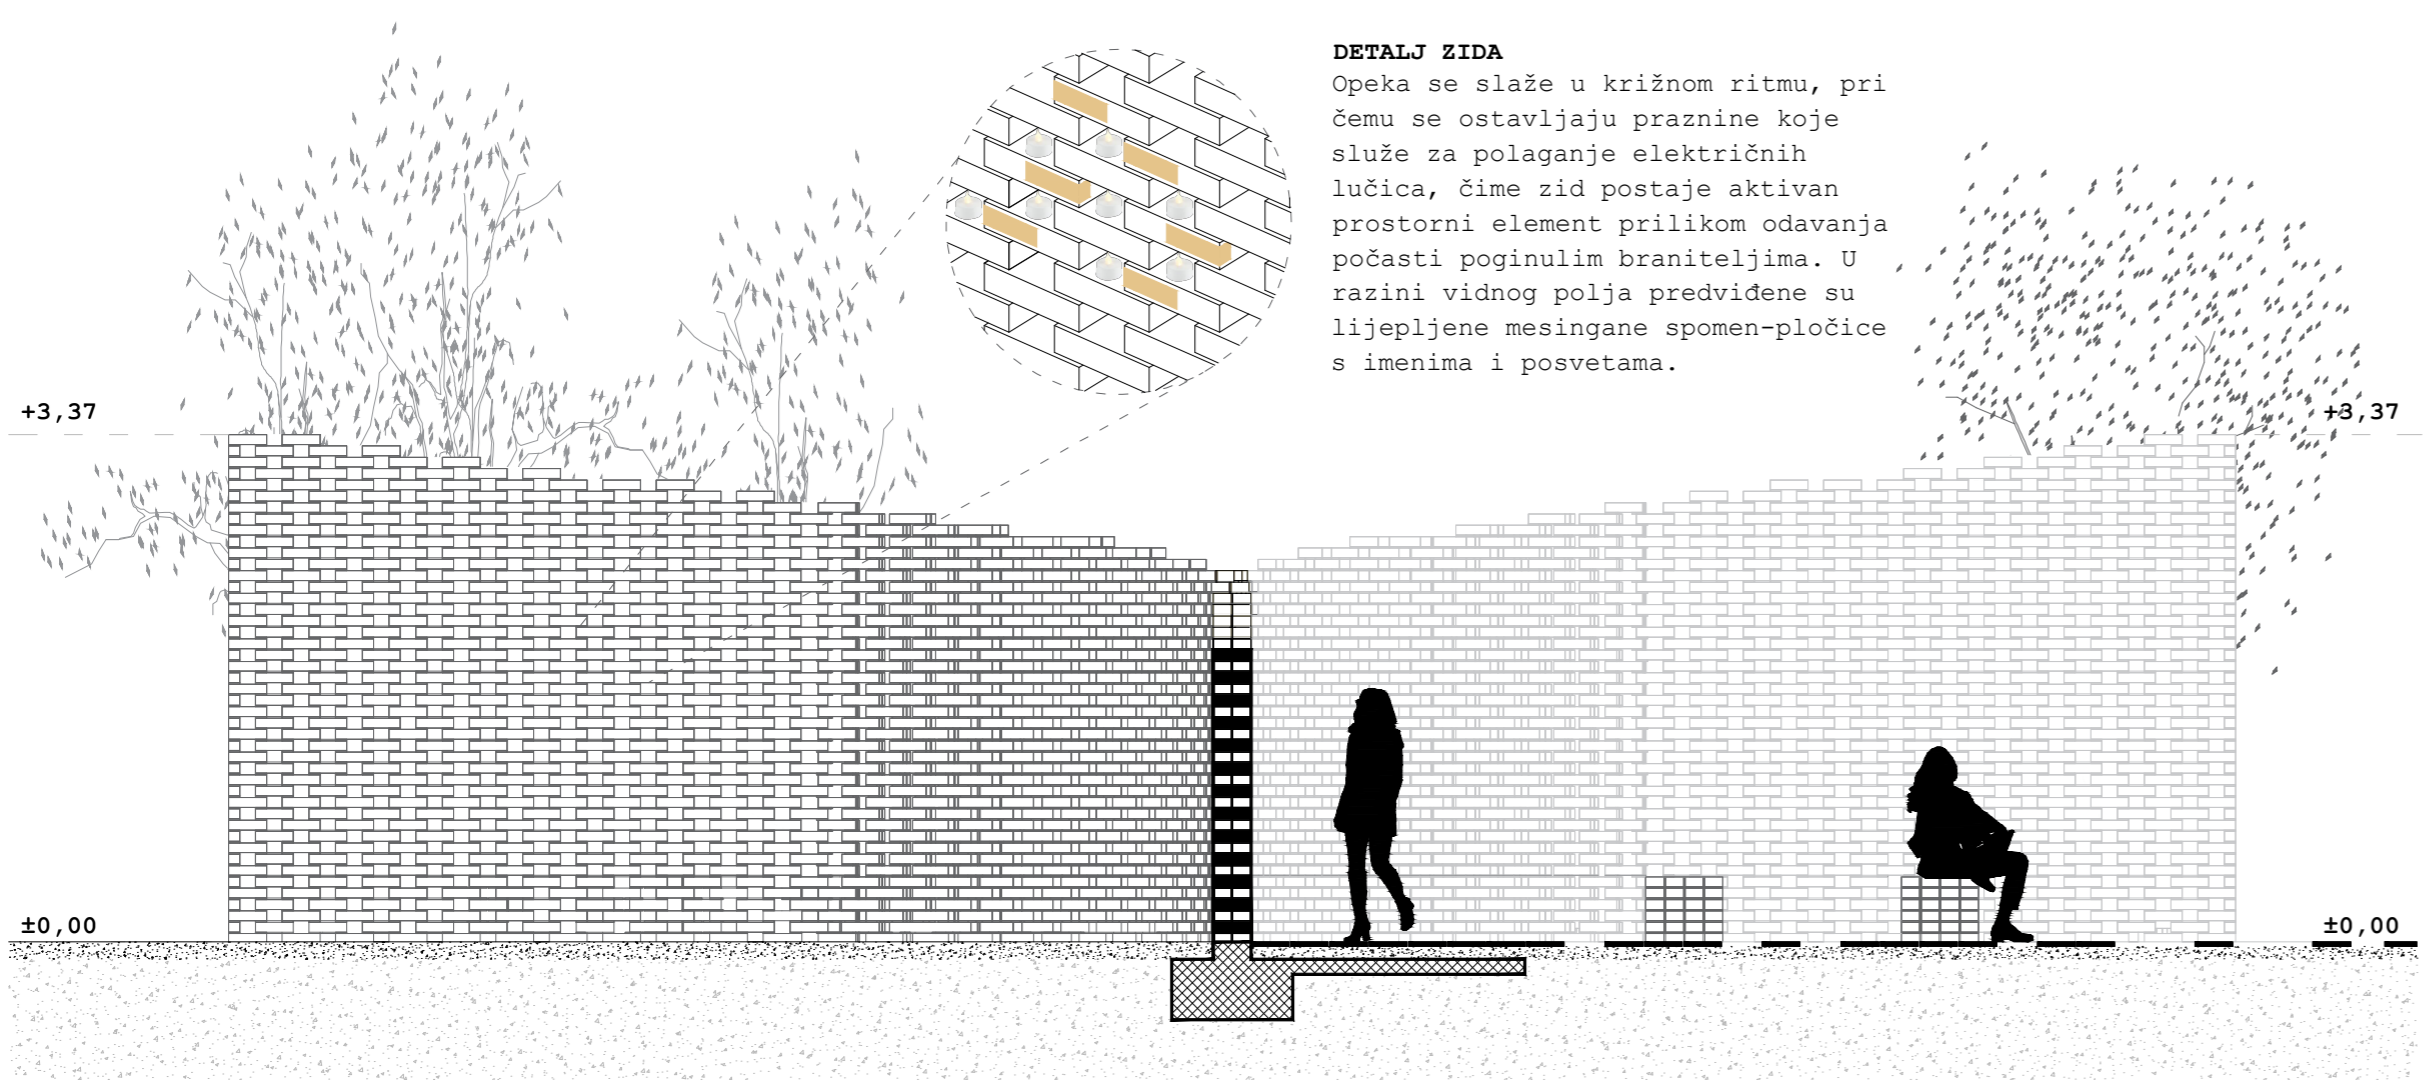 DETALJ ZIDA
Opeka se slaže u križnom ritmu, pri
čemu se ostavljaju praznine koje
služe za polaganje električnih
lučica, čime zid postaje aktivan
prostorni element prilikom odavanja
počasti poginulim braniteljima. U
razini vidnog polja predviđene su
lijepljene mesingane spomen-pločice
s imenima i posvetama.
+3,37
+3,37
±0,00
±0,00